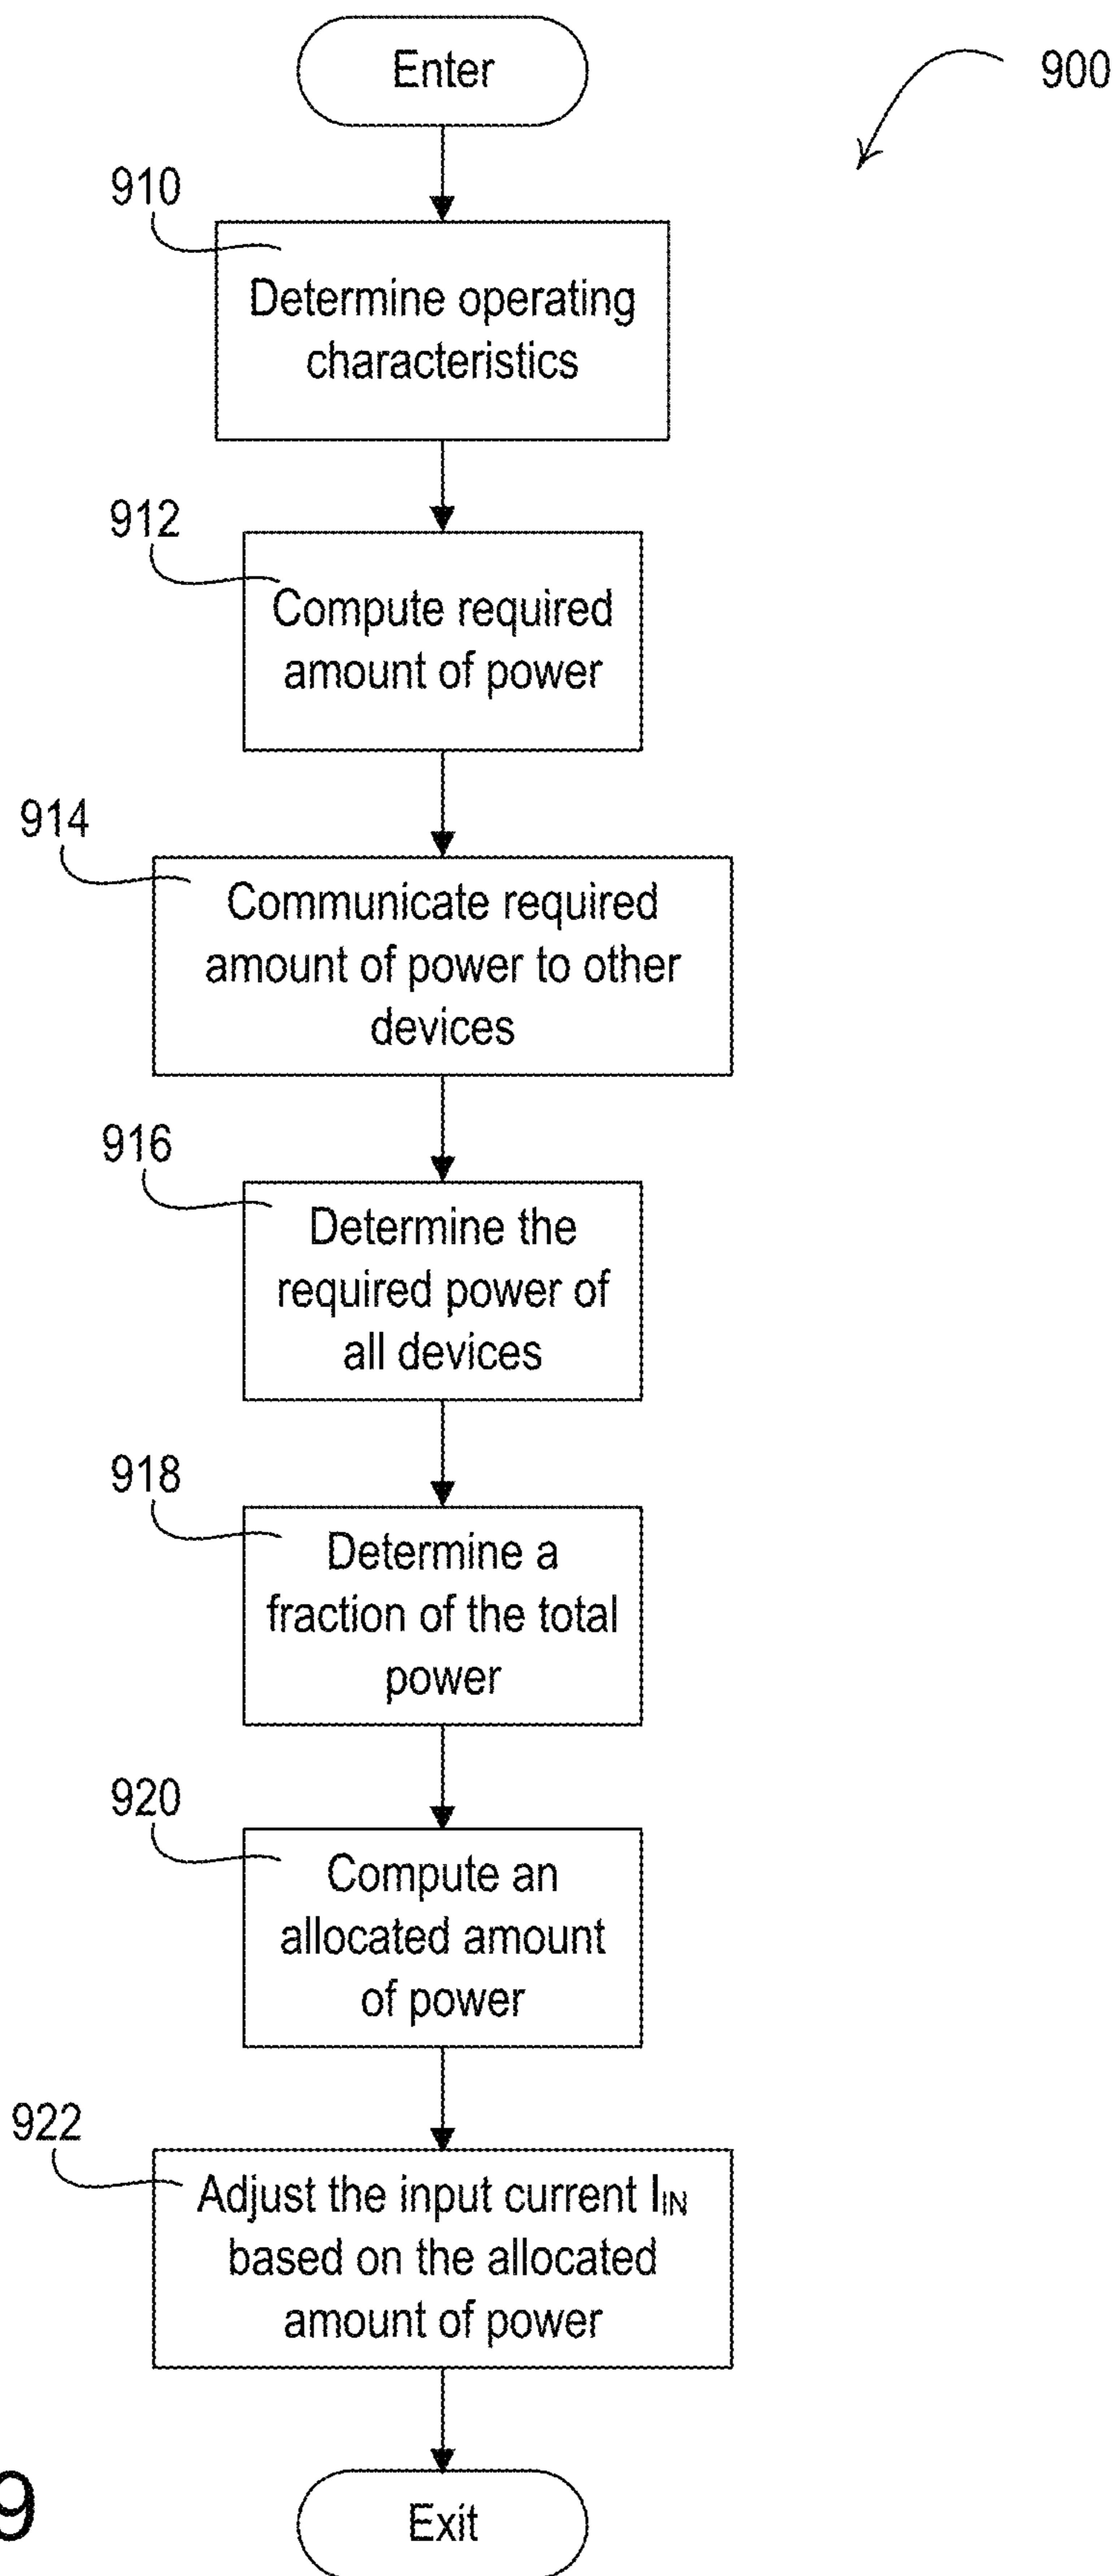 Enter
900
910
Determine operating
characteristics
912
Compute required
amount of power
914
Communicate required
amount of power to other
devices
916
Determine the
required power of
all devices
918
Determine a
fraction of the total
power
920
Compute an
allocated amount
of power
922
Adjust the input current IIN
based on the allocated
amount of power
9
Exit